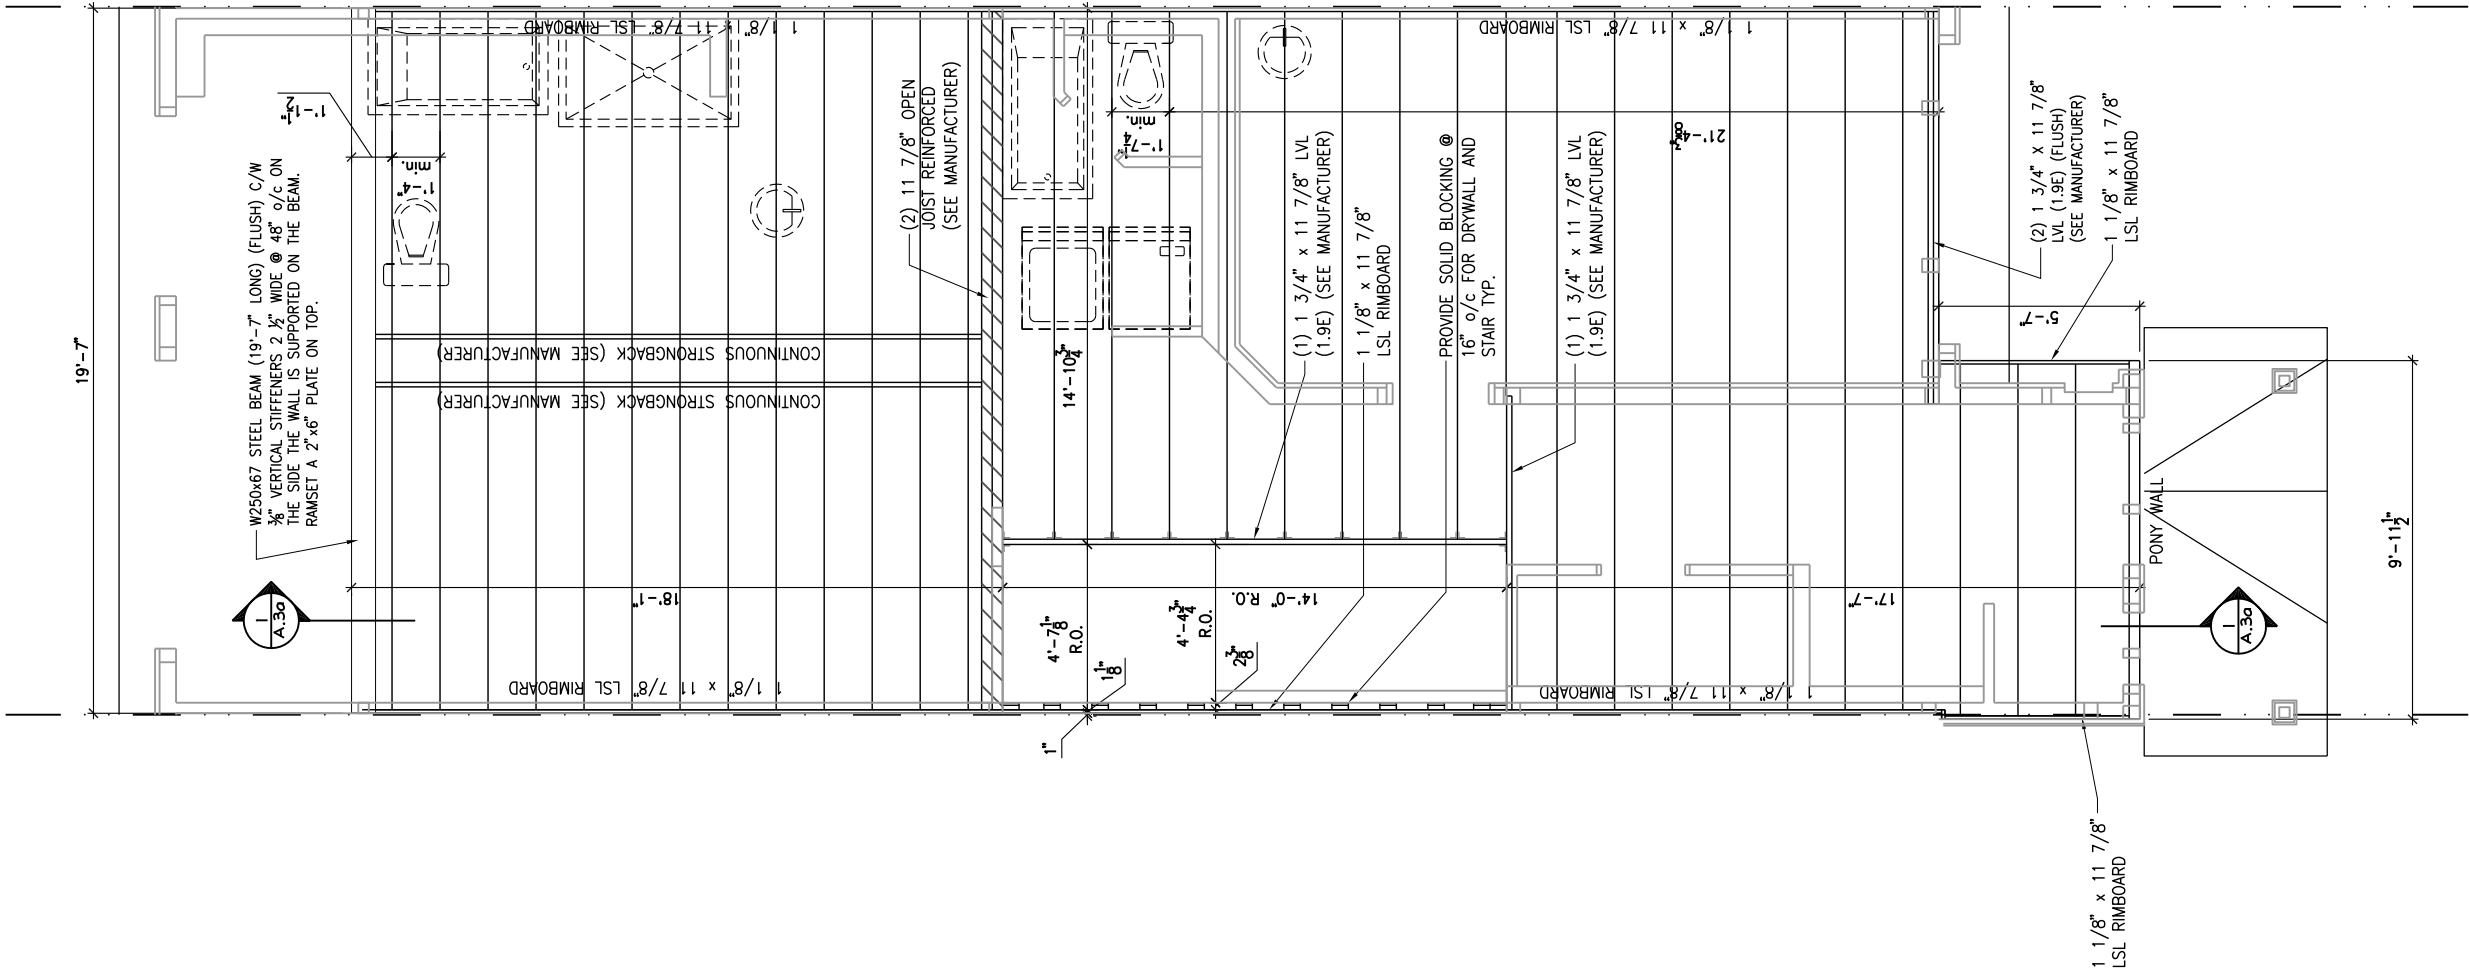 19'-7"
W250x67 STEEL BEAM (19'-7" LONG) (FLUSH) C/W
3/8" VERTICAL STIFFENERS 2 ½" WIDE @ 48" o/c ON
THE SIDE THE WALL IS SUPPORTED ON THE BEAM.
RAMSET A 2"x6" PLATE ON TOP.
1'-1 1/2"
1'-4"
min.
1 1/8" x 11 7/8" LSL RIMBOARD
CONTINUOUS STRONGBACK (SEE MANUFACTURER)
CONTINUOUS STRONGBACK (SEE MANUFACTURER)
1
A.3a
18'-1"
1 1/8" x 11 7/8" LSL RIMBOARD
(2) 11 7/8" OPEN
JOIST REINFORCED
(SEE MANUFACTURER)
1'-7 1/4"
min.
14'-10 3/4"
4'-7 1/8"
R.O.
1 1/8"
1"
4'-4 3/4"
R.O.
2 3/8"
14'-0" R.O.
(1) 1 3/4" x 11 7/8" LVL
(1.9E) (SEE MANUFACTURER)
1 1/8" x 11 7/8"
LSL RIMBOARD
PROVIDE SOLID BLOCKING @
16" o/c FOR DRYWALL AND
STAIR TYP.
(1) 1 3/4" x 11 7/8" LVL
(1.9E) (SEE MANUFACTURER)
1 1/8" x 11 7/8" LSL RIMBOARD
21'-4 3/8"
1 1/8" x 11 7/8" LSL RIMBOARD
17'-7"
(2) 1 3/4" x 11 7/8"
LVL (1.9E) (FLUSH)
(SEE MANUFACTURER)
1 1/8" x 11 7/8"
LSL RIMBOARD
5'-7"
PONY WALL
1
A.3a
9'-11 1/2"
1 1/8" x 11 7/8"
LSL RIMBOARD